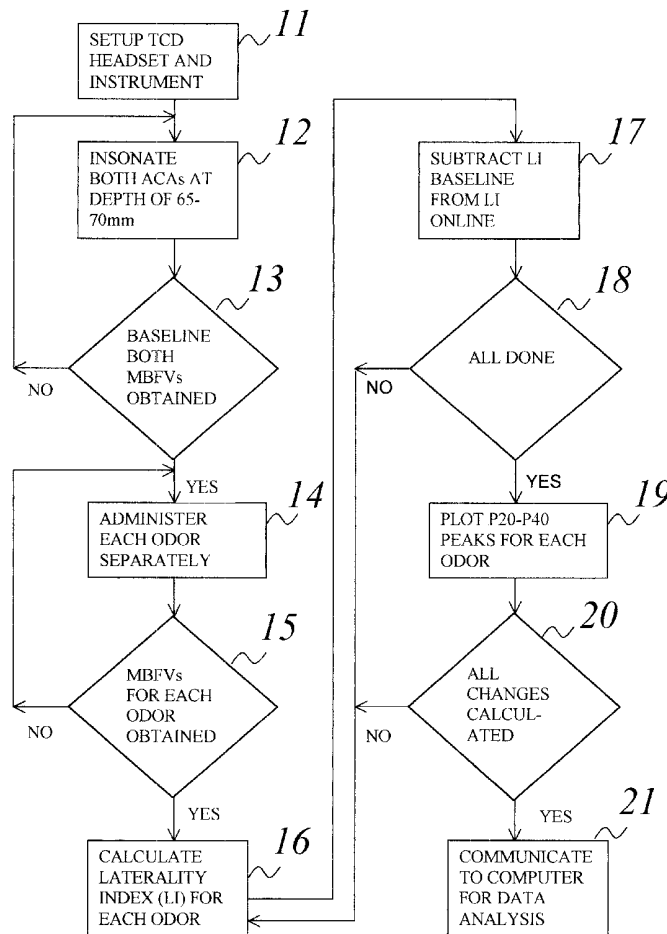 11
SETUP TCD
HEADSET AND
INSTRUMENT
12
INSONATE
BOTH ACAs AT
DEPTH OF 65-
70mm
13
BASELINE
BOTH
MBFVs
OBTAINED
NO
YES
14
ADMINISTER
EACH ODOR
SEPARATELY
15
MBFVs
FOR EACH
ODOR
OBTAINED
NO
YES
16
CALCULATE
LATERALITY
INDEX (LI) FOR
EACH ODOR
17
SUBTRACT LI
BASELINE
FROM LI
ONLINE
18
ALL DONE
NO
YES
19
PLOT P20-P40
PEAKS FOR EACH
ODOR
20
ALL
CHANGES
CALCUL-
ATED
NO
YES
21
COMMUNICATE
TO COMPUTER
FOR DATA
ANALYSIS